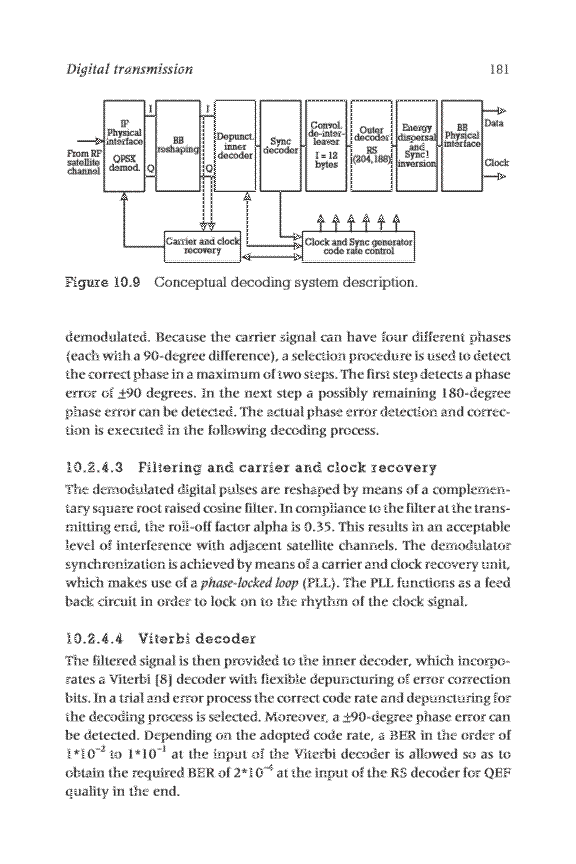 Digital transmission 181
I I
IF
Physical
interface
QPSX
demod.
From RF
satellite
channel
Q Q
BB
reshaping
Depunct.
inner
decoder
Sync
decoder
Convol.
de-inter-
leaver
I = 12
bytes
Outer
decoder
RS
(204,188)
Energy
dispersal
and
Sync1
inversion
BB
Physical
interface
Data
Clock
Carrier and clock
recovery
Clock and Sync generator
code rate control
Figure 10.9 Conceptual decoding system description.
demodulated. Because the carrier signal can have four different phases
(each with a 90-degree difference), a selection procedure is used to detect
the correct phase in a maximum of two steps. The first step detects a phase
error of ±90 degrees. In the next step a possibly remaining 180-degree
phase error can be detected. The actual phase error detection and correc-
tion is executed in the following decoding process.
10.2.4.3 Filtering and carrier and clock recovery
The demodulated digital pulses are reshaped by means of a complemen-
tary square root raised cosine filter. In compliance to the filter at the trans-
mitting end, the roll-off factor alpha is 0.35. This results in an acceptable
level of interference with adjacent satellite channels. The demodulator
synchronization is achieved by means of a carrier and clock recovery unit,
which makes use of a phase-locked loop (PLL). The PLL functions as a feed
back circuit in order to lock on to the rhythm of the clock signal.
10.2.4.4 Viterbi decoder
The filtered signal is then provided to the inner decoder, which incorpo-
rates a Viterbi [8] decoder with flexible depuncturing of error correction
bits. In a trial and error process the correct code rate and depuncturing for
the decoding process is selected. Moreover, a ±90-degree phase error can
be detected. Depending on the adopted code rate, a BER in the order of
1*10⁻² to 1*10⁻¹ at the input of the Viterbi decoder is allowed so as to
obtain the required BER of 2*10⁻⁴ at the input of the RS decoder for QEF
quality in the end.